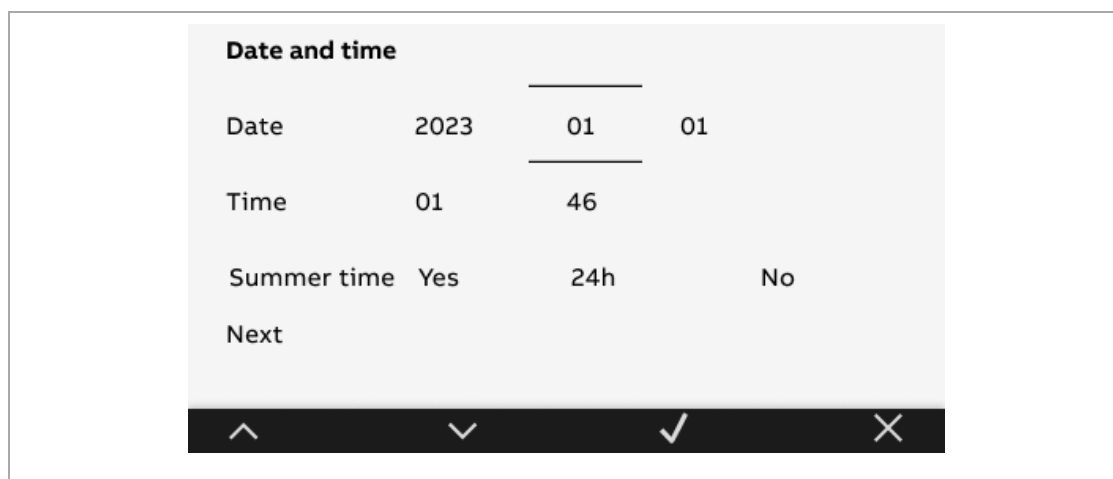 Date and time
Date 2023 01 01
Time 01 46
Summer time Yes 24h No
Next